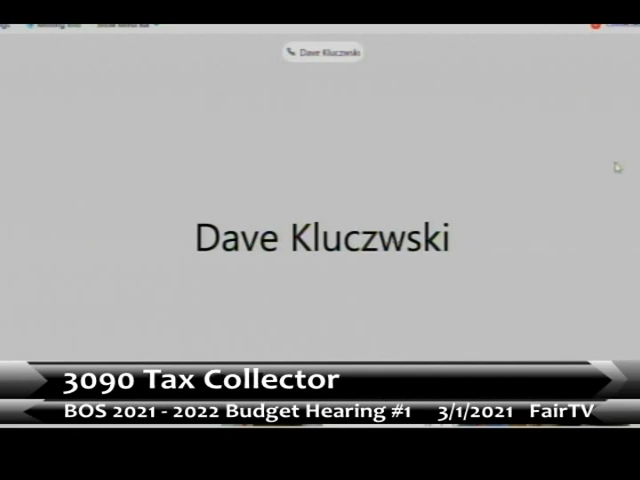 Dave Kluczwski
Dave Kluczwski
3090 Tax Collector
BOS 2021 - 2022 Budget Hearing #1 3/1/2021 FairTV